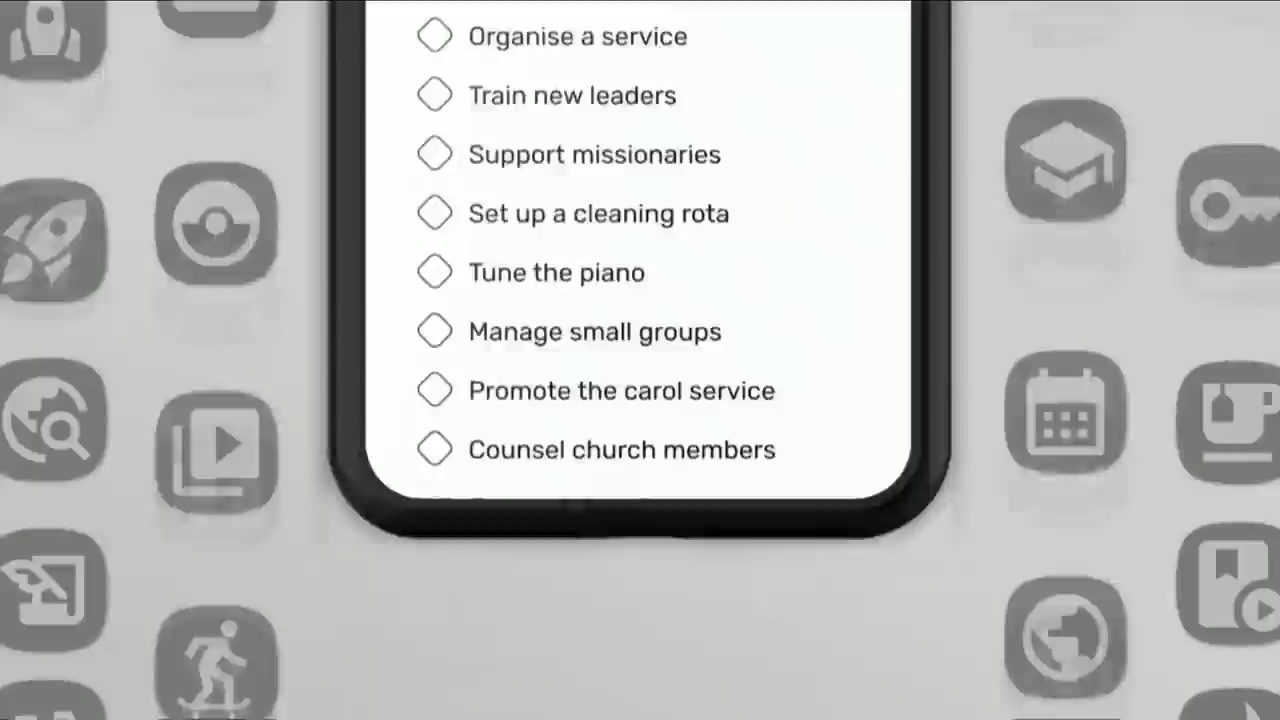 Organise a service
Train new leaders
Support missionaries
Set up a cleaning rota
Tune the piano
Manage small groups
Promote the carol service
Counsel church members